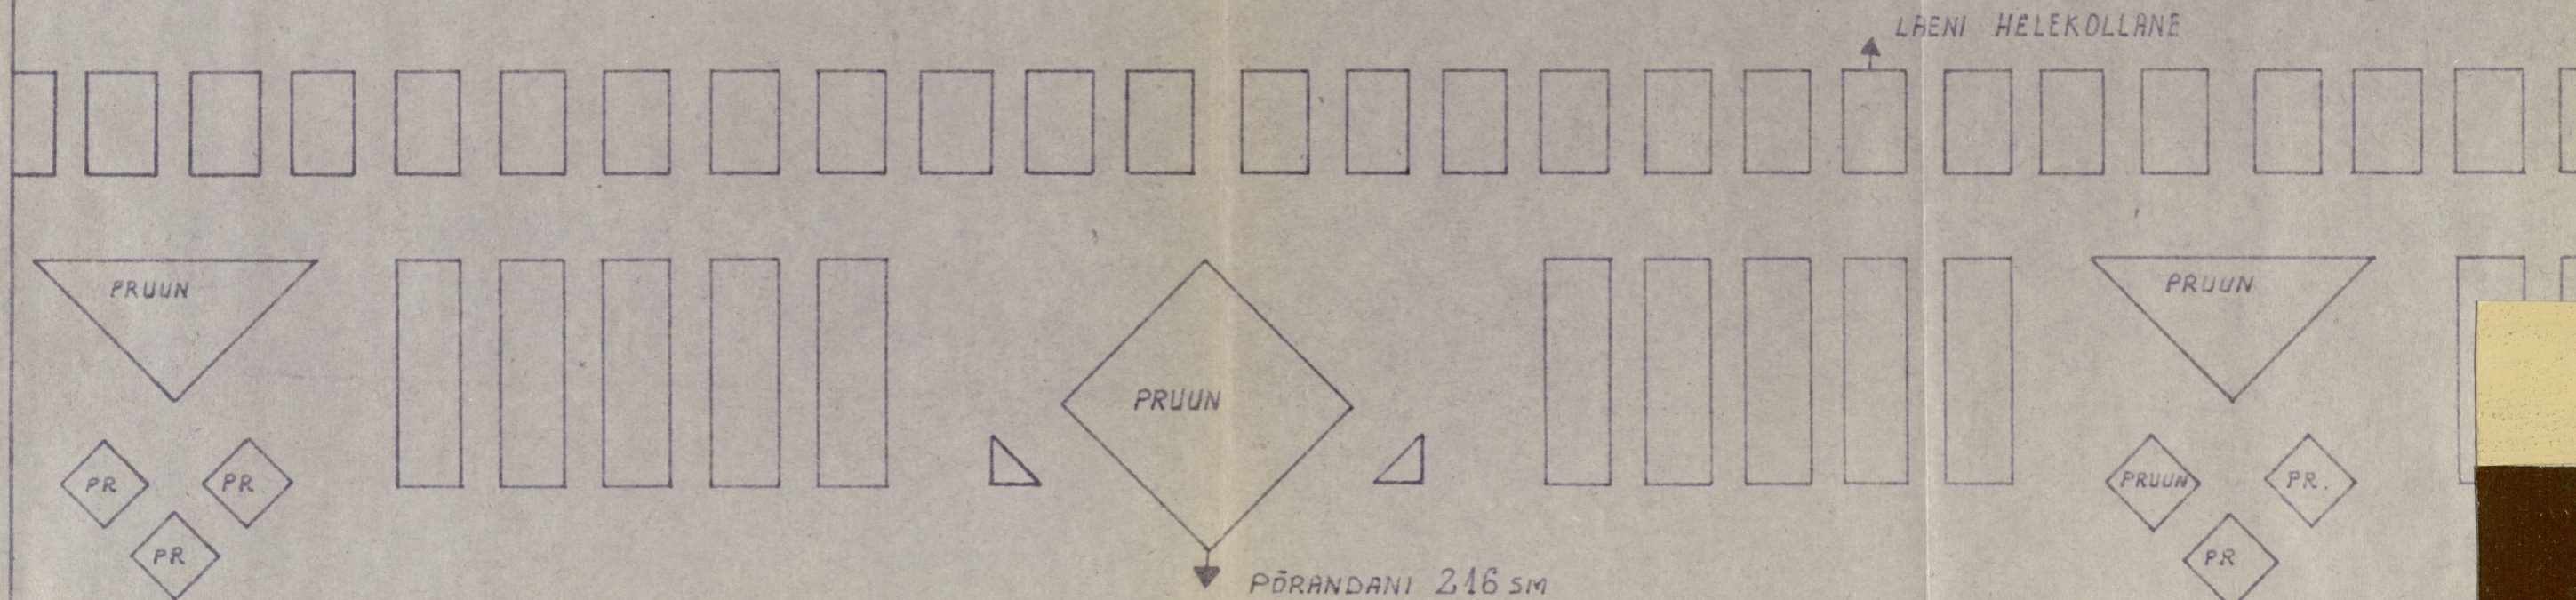 LAENI HELEKOLLANE
PRUUN
PRUUN
PRUUN
PR
PR
PRUUN
PR.
PR
PR
PÕRANDANI 216 SM